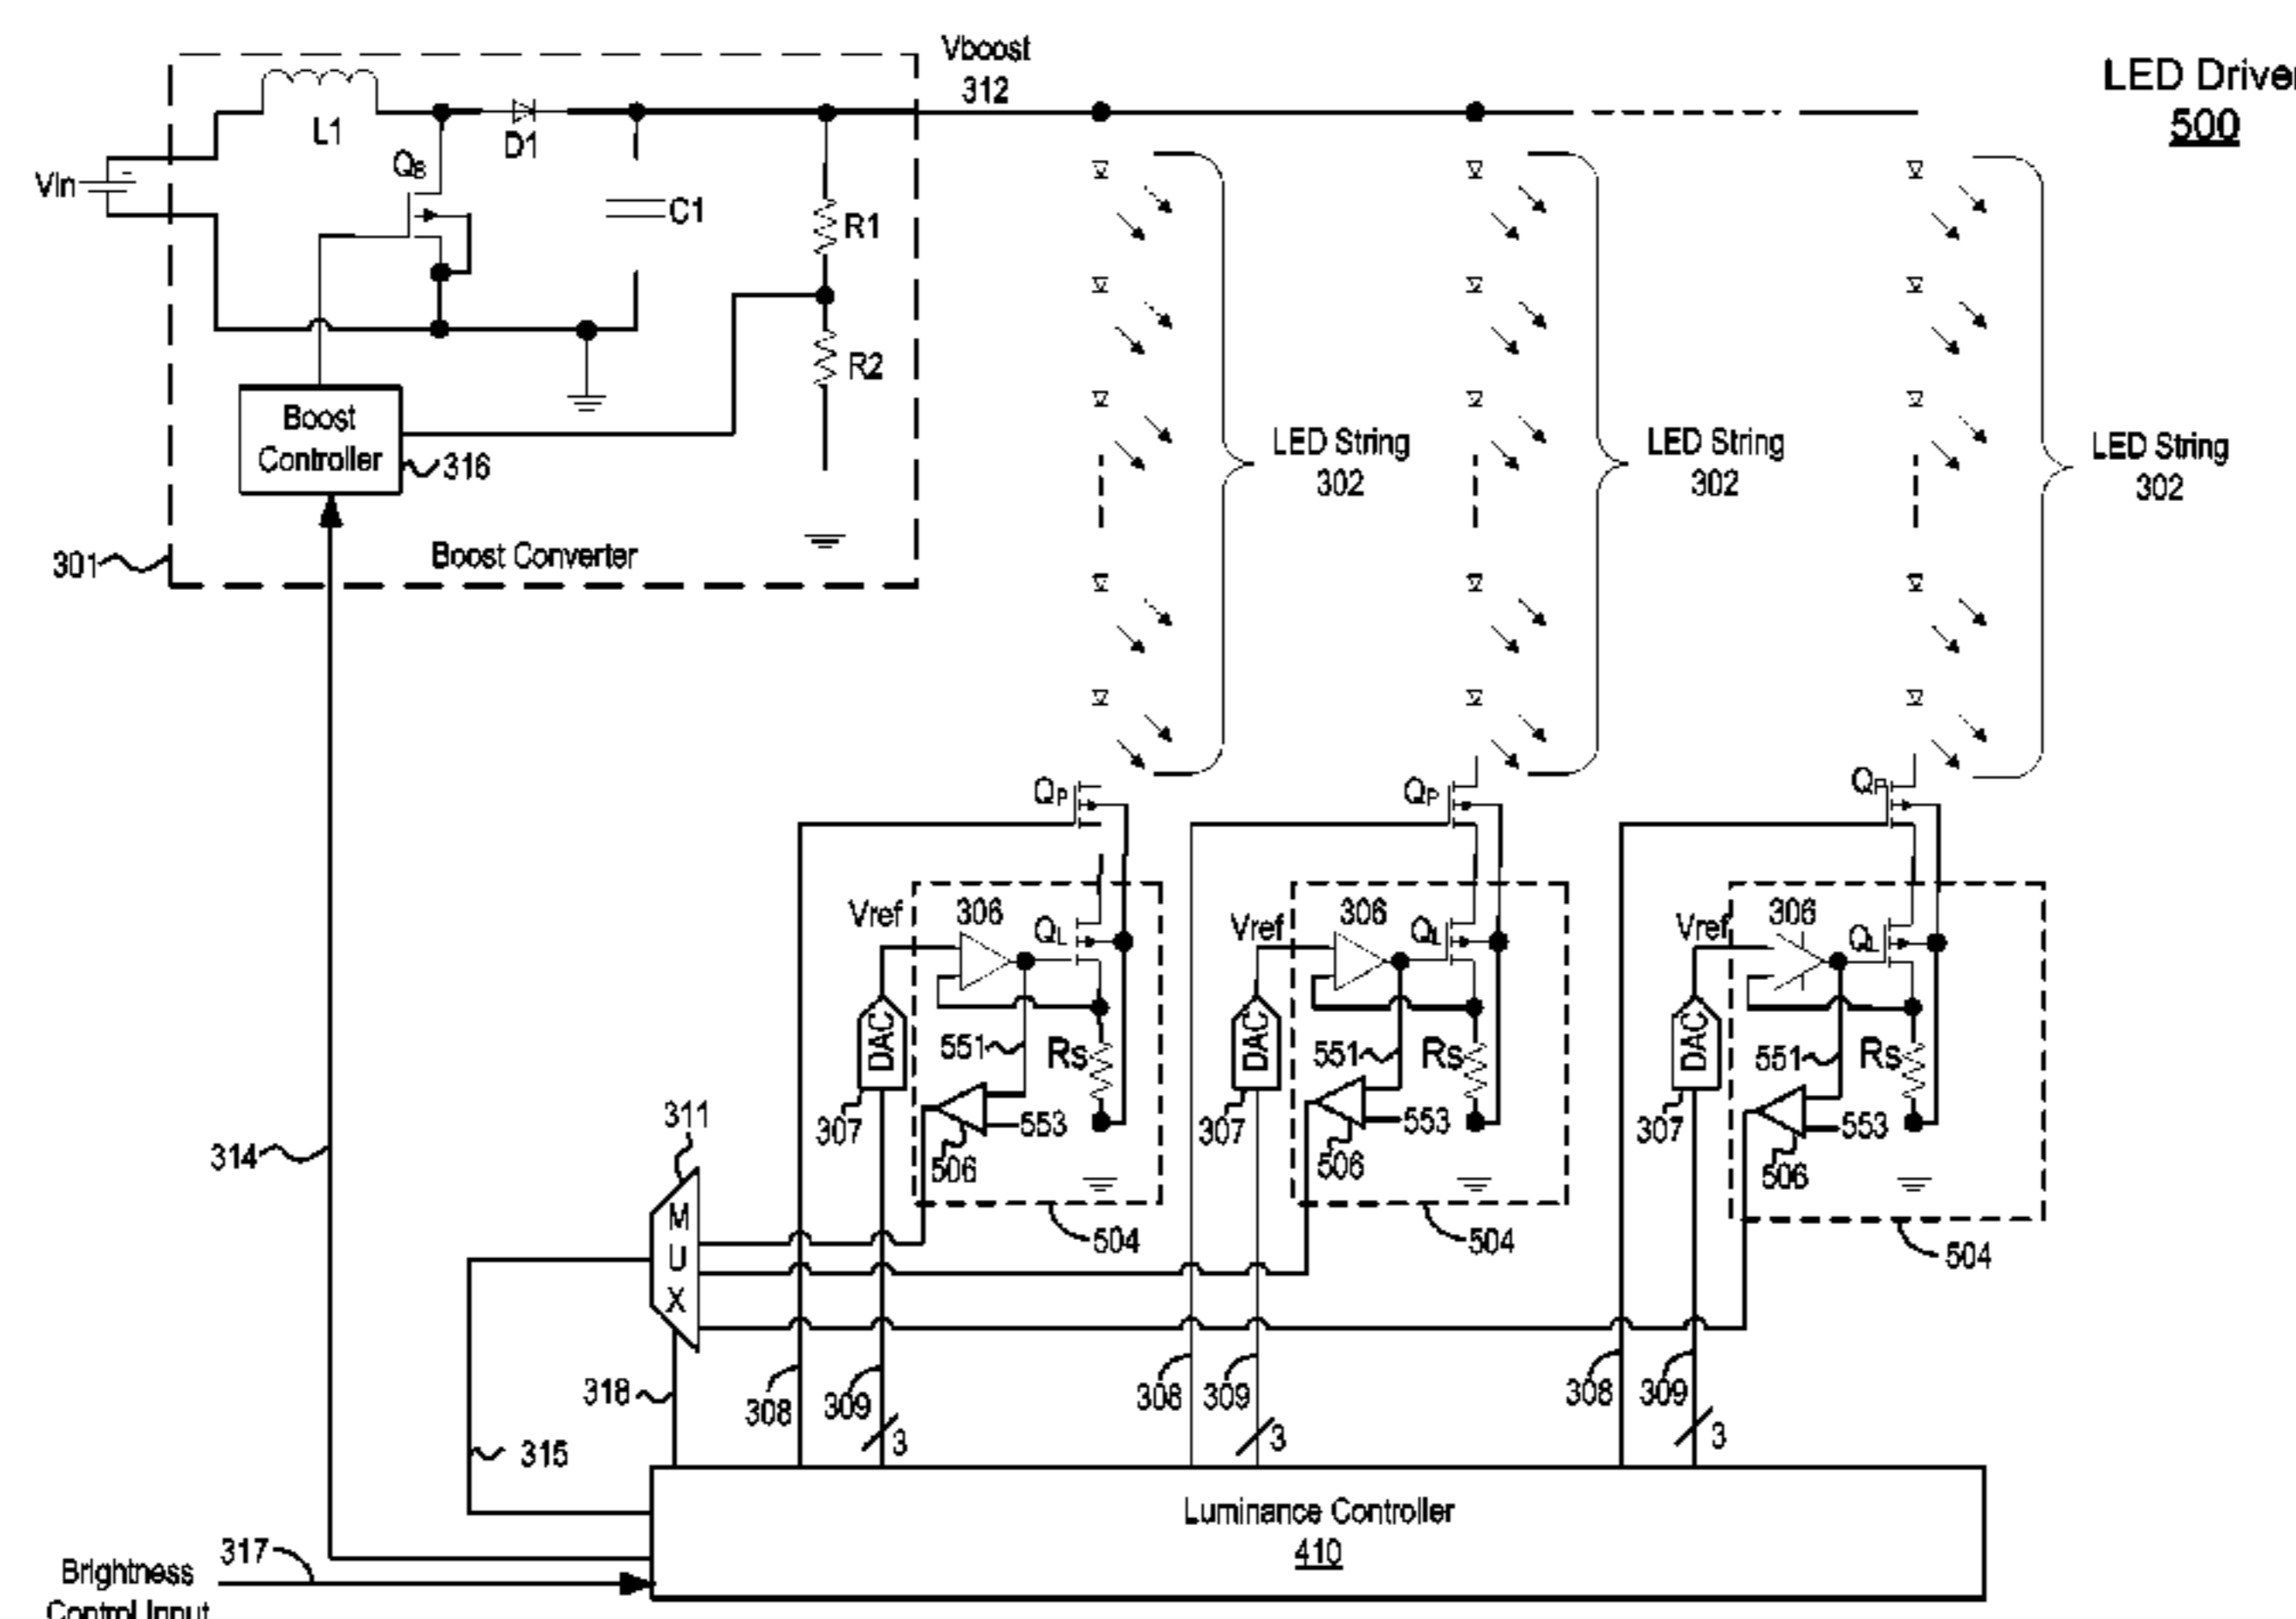 LED Driver
500
Vboost
312
L1
D1
QB
Vin
C1
R1
R2
Boost
Controller
316
301
Boost Converter
LED String
302
LED String
302
LED String
302
QP
QP
QP
Vref
306
QL
Vref
306
QL
Vref
306
QL
DAC
551
Rs
DAC
551
Rs
DAC
551
Rs
307
553
506
307
553
506
307
553
506
311
314
MUX
504
504
504
318
308
309
3
308
309
3
308
309
3
315
Luminance Controller
410
317
Brightness
Control Input